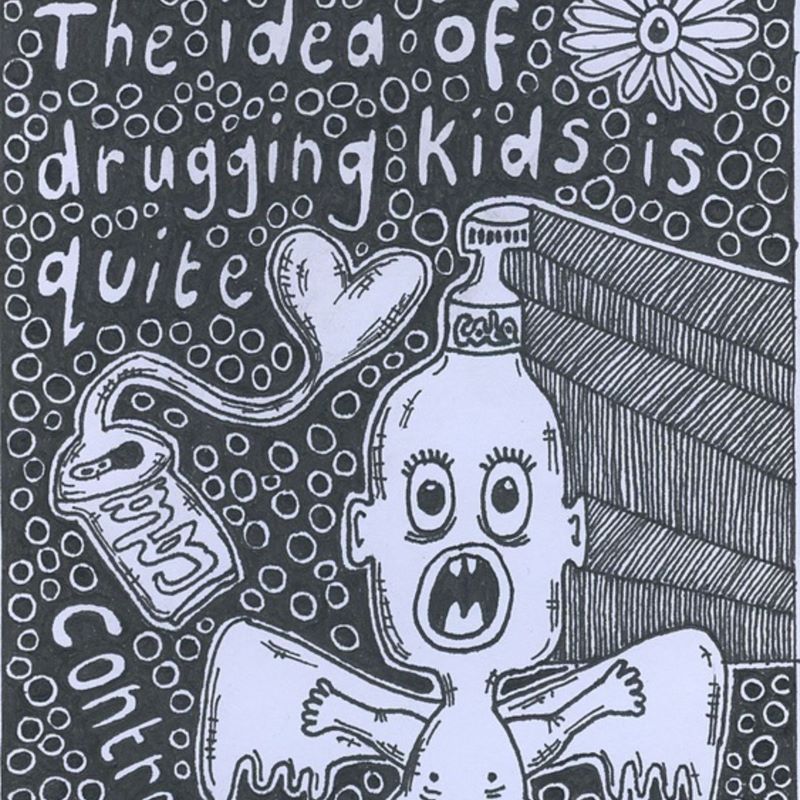 The idea of
drugging kids is
quite
cola
Contr